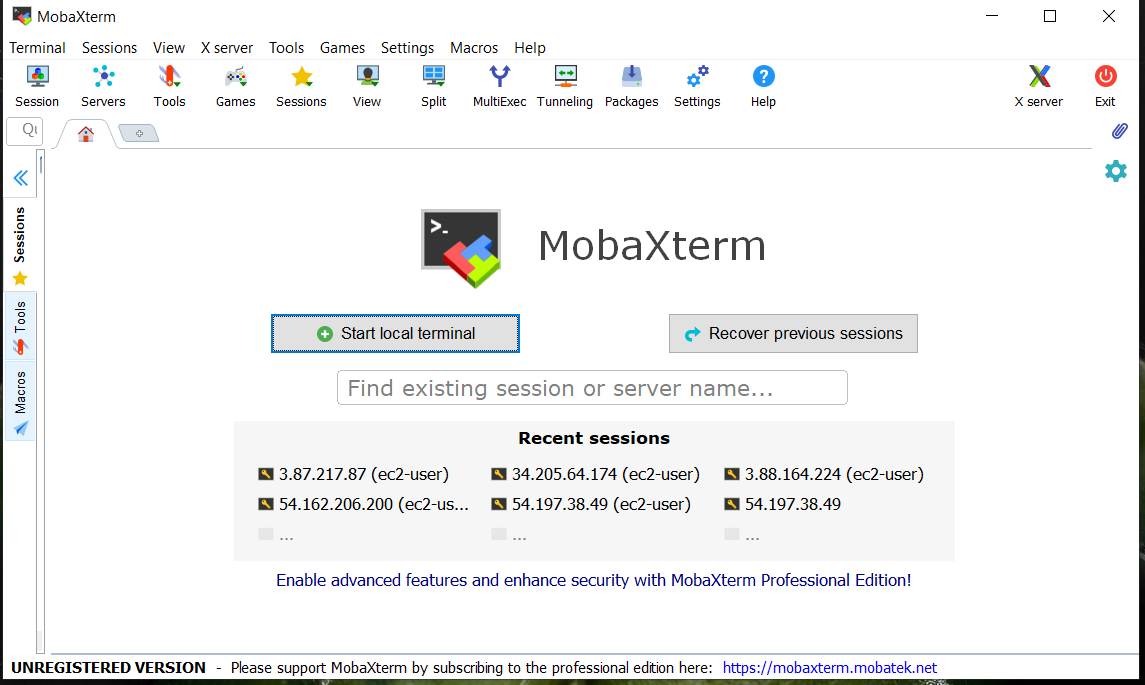 MobaXterm
Terminal Sessions View X server Tools Games Settings Macros Help
Session Servers Tools Games Sessions View Split MultiExec Tunneling Packages Settings Help X server Exit
Sessions
Tools
Macros
>_
MobaXterm
Start local terminal Recover previous sessions
Find existing session or server name...
Recent sessions
3.87.217.87 (ec2-user) 34.205.64.174 (ec2-user) 3.88.164.224 (ec2-user)
54.162.206.200 (ec2-us... 54.197.38.49 (ec2-user) 54.197.38.49
... ... ...
Enable advanced features and enhance security with MobaXterm Professional Edition!
UNREGISTERED VERSION - Please support MobaXterm by subscribing to the professional edition here: https://mobaxterm.mobatek.net